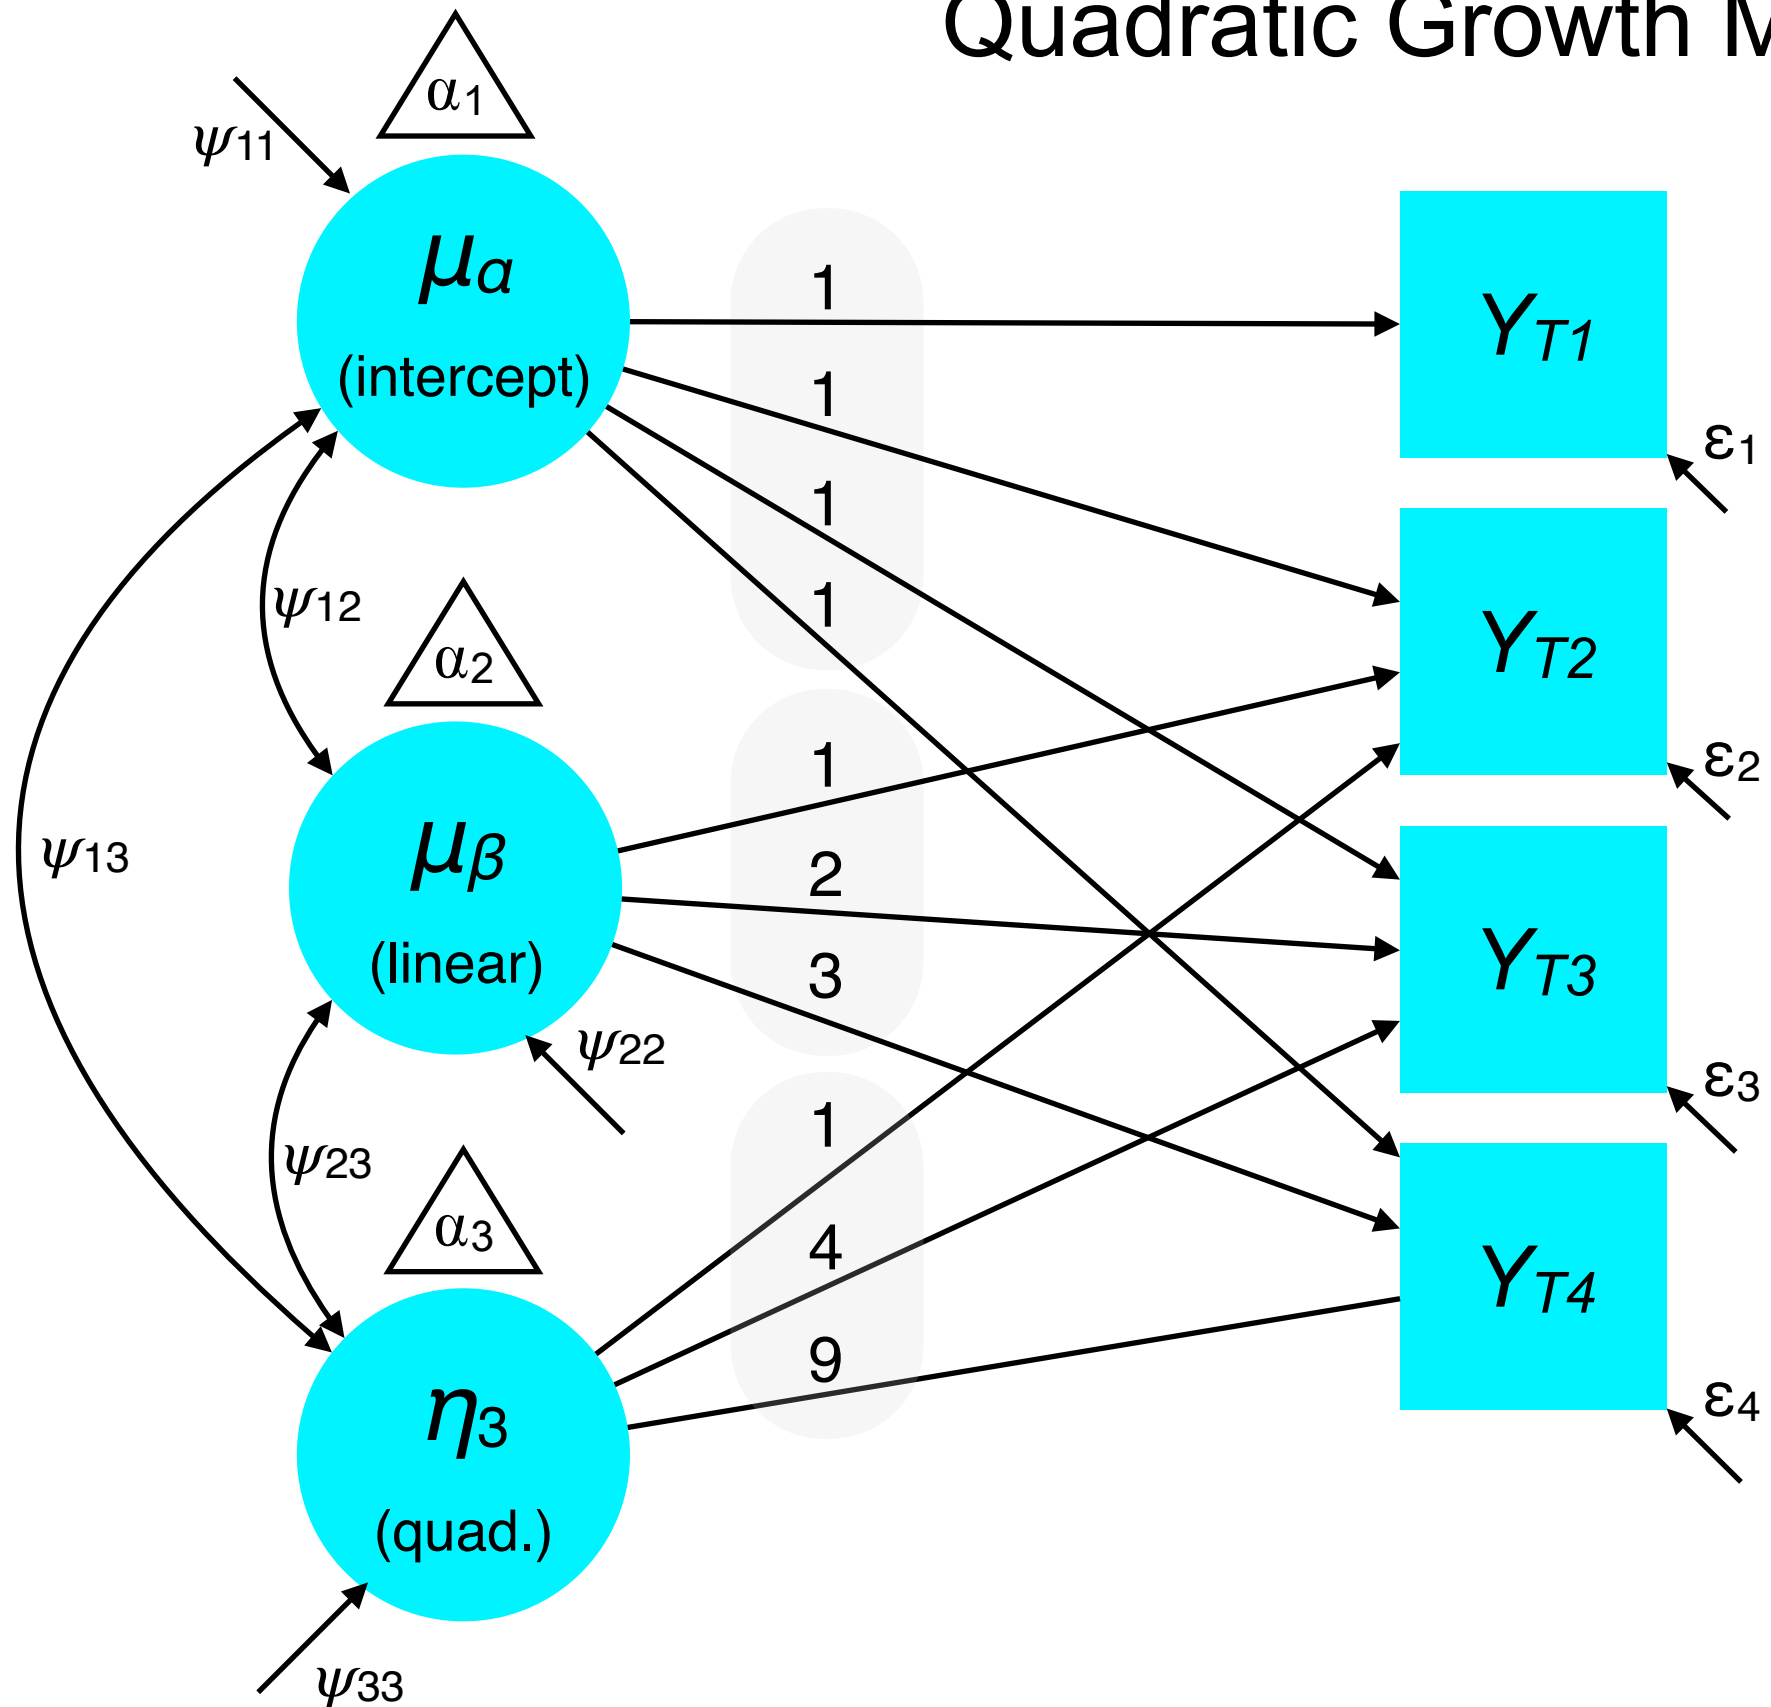 Quadratic Growth M
α1
ψ11
μα
(intercept)
1
1
1
1
YT1
ε1
ψ12
α2
YT2
ε2
μβ
(linear)
1
2
3
ψ13
YT3
ε3
ψ22
ψ23
α3
1
4
9
YT4
ε4
η3
(quad.)
ψ33